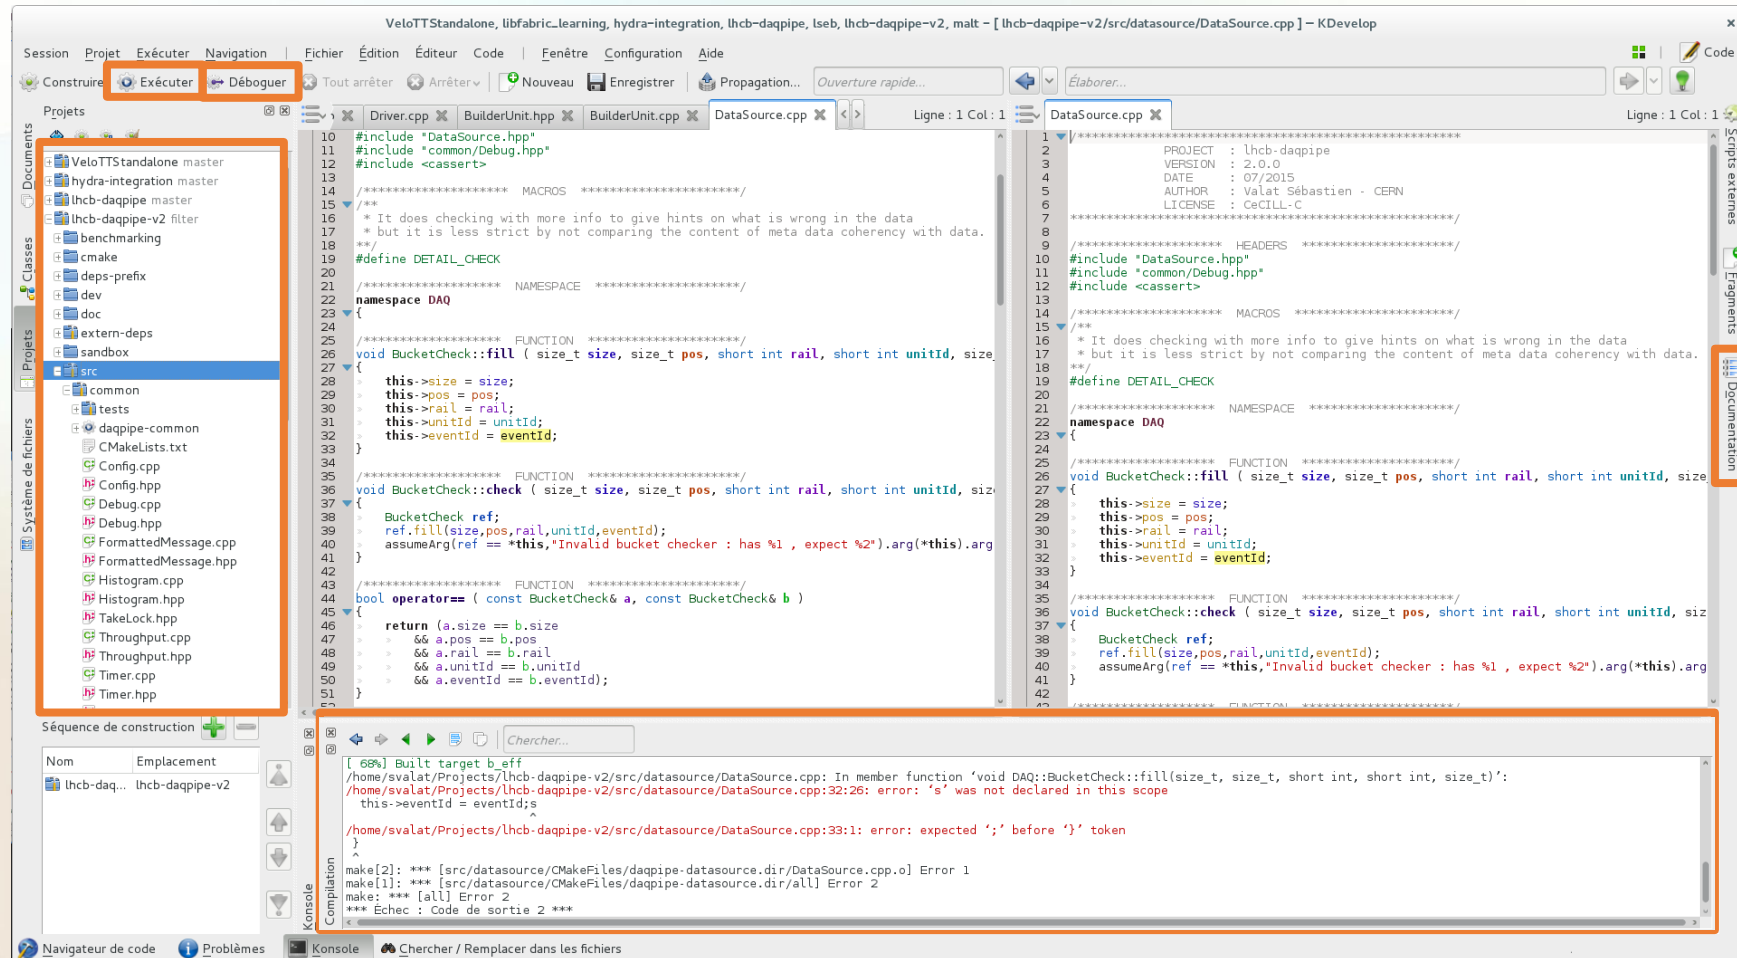 VeloTTStandalone, libfabric_learning, hydra-integration, lhcb-daqpipe, lseb, lhcb-daqpipe-v2, malt – [ lhcb-daqpipe-v2/src/datasource/DataSource.cpp ] – KDevelop
Session Projet Exécuter Navigation | Fichier Édition Éditeur Code | Fenêtre Configuration Aide
Code
Construire Exécuter Déboguer Tout arrêter Arrêter Nouveau Enregistrer Propagation... Ouverture rapide... Élaborer...
Documents
Classes
Projets
Système de fichiers
Projets
VeloTTStandalone master
hydra-integration master
lhcb-daqpipe master
lhcb-daqpipe-v2 filter
benchmarking
cmake
deps-prefix
dev
doc
extern-deps
sandbox
src
common
tests
daqpipe-common
CMakeLists.txt
Config.cpp
Config.hpp
Debug.cpp
Debug.hpp
FormattedMessage.cpp
FormattedMessage.hpp
Histogram.cpp
Histogram.hpp
TakeLock.hpp
Throughput.cpp
Throughput.hpp
Timer.cpp
Timer.hpp
Séquence de construction
Nom Emplacement
lhcb-daq... lhcb-daqpipe-v2
Driver.cpp BuilderUnit.hpp BuilderUnit.cpp DataSource.cpp Ligne : 1 Col : 1
10 #include "DataSource.hpp"
11 #include "common/Debug.hpp"
12 #include <cassert>
13
14 /******************** MACROS **********************/
15 /**
16 * It does checking with more info to give hints on what is wrong in the data
17 * but it is less strict by not comparing the content of meta data coherency with data.
18 **/
19 #define DETAIL_CHECK
20
21 /******************* NAMESPACE ********************/
22 namespace DAQ
23 {
24
25 /******************* FUNCTION *********************/
26 void BucketCheck::fill ( size_t size, size_t pos, short int rail, short int unitId, size_
27 {
28 this->size = size;
29 this->pos = pos;
30 this->rail = rail;
31 this->unitId = unitId;
32 this->eventId = eventId;
33 }
34
35 /******************* FUNCTION *********************/
36 void BucketCheck::check ( size_t size, size_t pos, short int rail, short int unitId, siz
37 {
38 BucketCheck ref;
39 ref.fill(size,pos,rail,unitId,eventId);
40 assumeArg(ref == *this,"Invalid bucket checker : has %1 , expect %2").arg(*this).arg
41 }
42
43 /******************* FUNCTION *********************/
44 bool operator== ( const BucketCheck& a, const BucketCheck& b )
45 {
46 return (a.size == b.size
47 && a.pos == b.pos
48 && a.rail == b.rail
49 && a.unitId == b.unitId
50 && a.eventId == b.eventId);
51 }
DataSource.cpp Ligne : 1 Col : 1
1 /*****************************************************
2 PROJECT : lhcb-daqpipe
3 VERSION : 2.0.0
4 DATE : 07/2015
5 AUTHOR : Valat Sébastien - CERN
6 LICENSE : CeCILL-C
7 *****************************************************/
8
9 /******************** HEADERS *********************/
10 #include "DataSource.hpp"
11 #include "common/Debug.hpp"
12 #include <cassert>
13
14 /******************** MACROS **********************/
15 /**
16 * It does checking with more info to give hints on what is wrong in the data
17 * but it is less strict by not comparing the content of meta data coherency with data.
18 **/
19 #define DETAIL_CHECK
20
21 /******************* NAMESPACE ********************/
22 namespace DAQ
23 {
24
25 /******************* FUNCTION *********************/
26 void BucketCheck::fill ( size_t size, size_t pos, short int rail, short int unitId, size
27 {
28 this->size = size;
29 this->pos = pos;
30 this->rail = rail;
31 this->unitId = unitId;
32 this->eventId = eventId;
33 }
34
35 /******************* FUNCTION *********************/
36 void BucketCheck::check ( size_t size, size_t pos, short int rail, short int unitId, siz
37 {
38 BucketCheck ref;
39 ref.fill(size,pos,rail,unitId,eventId);
40 assumeArg(ref == *this,"Invalid bucket checker : has %1 , expect %2").arg(*this).arg
41 }
42
Scripts externes
Fragments
Documentation
Konsole
Compilation
Chercher...
[ 68%] Built target b_eff
/home/svalat/Projects/lhcb-daqpipe-v2/src/datasource/DataSource.cpp: In member function ‘void DAQ::BucketCheck::fill(size_t, size_t, short int, short int, size_t)’:
/home/svalat/Projects/lhcb-daqpipe-v2/src/datasource/DataSource.cpp:32:26: error: ‘s’ was not declared in this scope
this->eventId = eventId;s
^
/home/svalat/Projects/lhcb-daqpipe-v2/src/datasource/DataSource.cpp:33:1: error: expected ‘;’ before ‘}’ token
}
^
make[2]: *** [src/datasource/CMakeFiles/daqpipe-datasource.dir/DataSource.cpp.o] Error 1
make[1]: *** [src/datasource/CMakeFiles/daqpipe-datasource.dir/all] Error 2
make: *** [all] Error 2
*** Échec : Code de sortie 2 ***
Navigateur de code Problèmes Konsole Chercher / Remplacer dans les fichiers